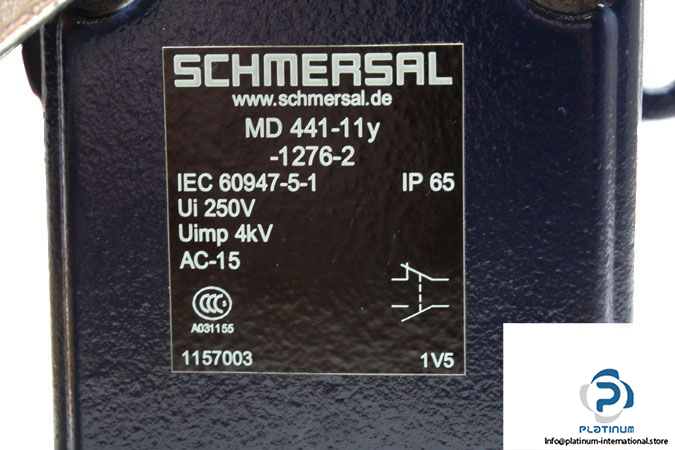 SCHMERSAL
www.schmersal.de
MD 441-11y
-1276-2
IEC 60947-5-1 IP 65
Ui 250V
Uimp 4kV
AC-15
CCC S
A031155
1157003 1V5
PLATINUM
Info@platinum-international.store